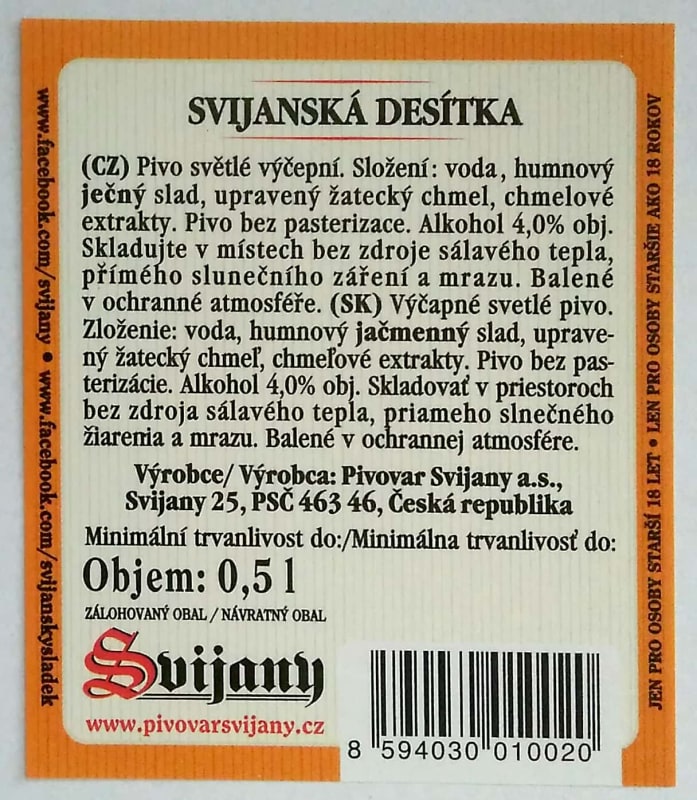 SVIJANSKÁ DESÍTKA
(CZ) Pivo světlé výčepní. Složení: voda, humnový
ječný slad, upravený žatecký chmel, chmelové
extrakty. Pivo bez pasterizace. Alkohol 4,0% obj.
Skladujte v místech bez zdroje sálavého tepla,
přímého slunečního záření a mrazu. Balené
v ochranné atmosféře. (SK) Výčapné svetlé pivo.
Zloženie: voda, humnový jačmenný slad, uprave-
ný žatecký chmeľ, chmeľové extrakty. Pivo bez pas-
terizácie. Alkohol 4,0% obj. Skladovať v priestoroch
bez zdroja sálavého tepla, priameho slnečného
žiarenia a mrazu. Balené v ochrannej atmosfére.
Výrobce/ Výrobca: Pivovar Svijany a.s.,
Svijany 25, PSČ 463 46, Česká republika
Minimální trvanlivost do:/Minimálna trvanlivosť do:
Objem: 0,5 l
ZÁLOHOVANÝ OBAL / NÁVRATNÝ OBAL
Svijany
www.pivovarsvijany.cz
8 594030 010020
www.facebook.com/svijany • www.facebook.com/svijanskysladek
JEN PRO OSOBY STARŠÍ 18 LET • LEN PRO OSOBY STARŠIE AKO 18 ROKOV